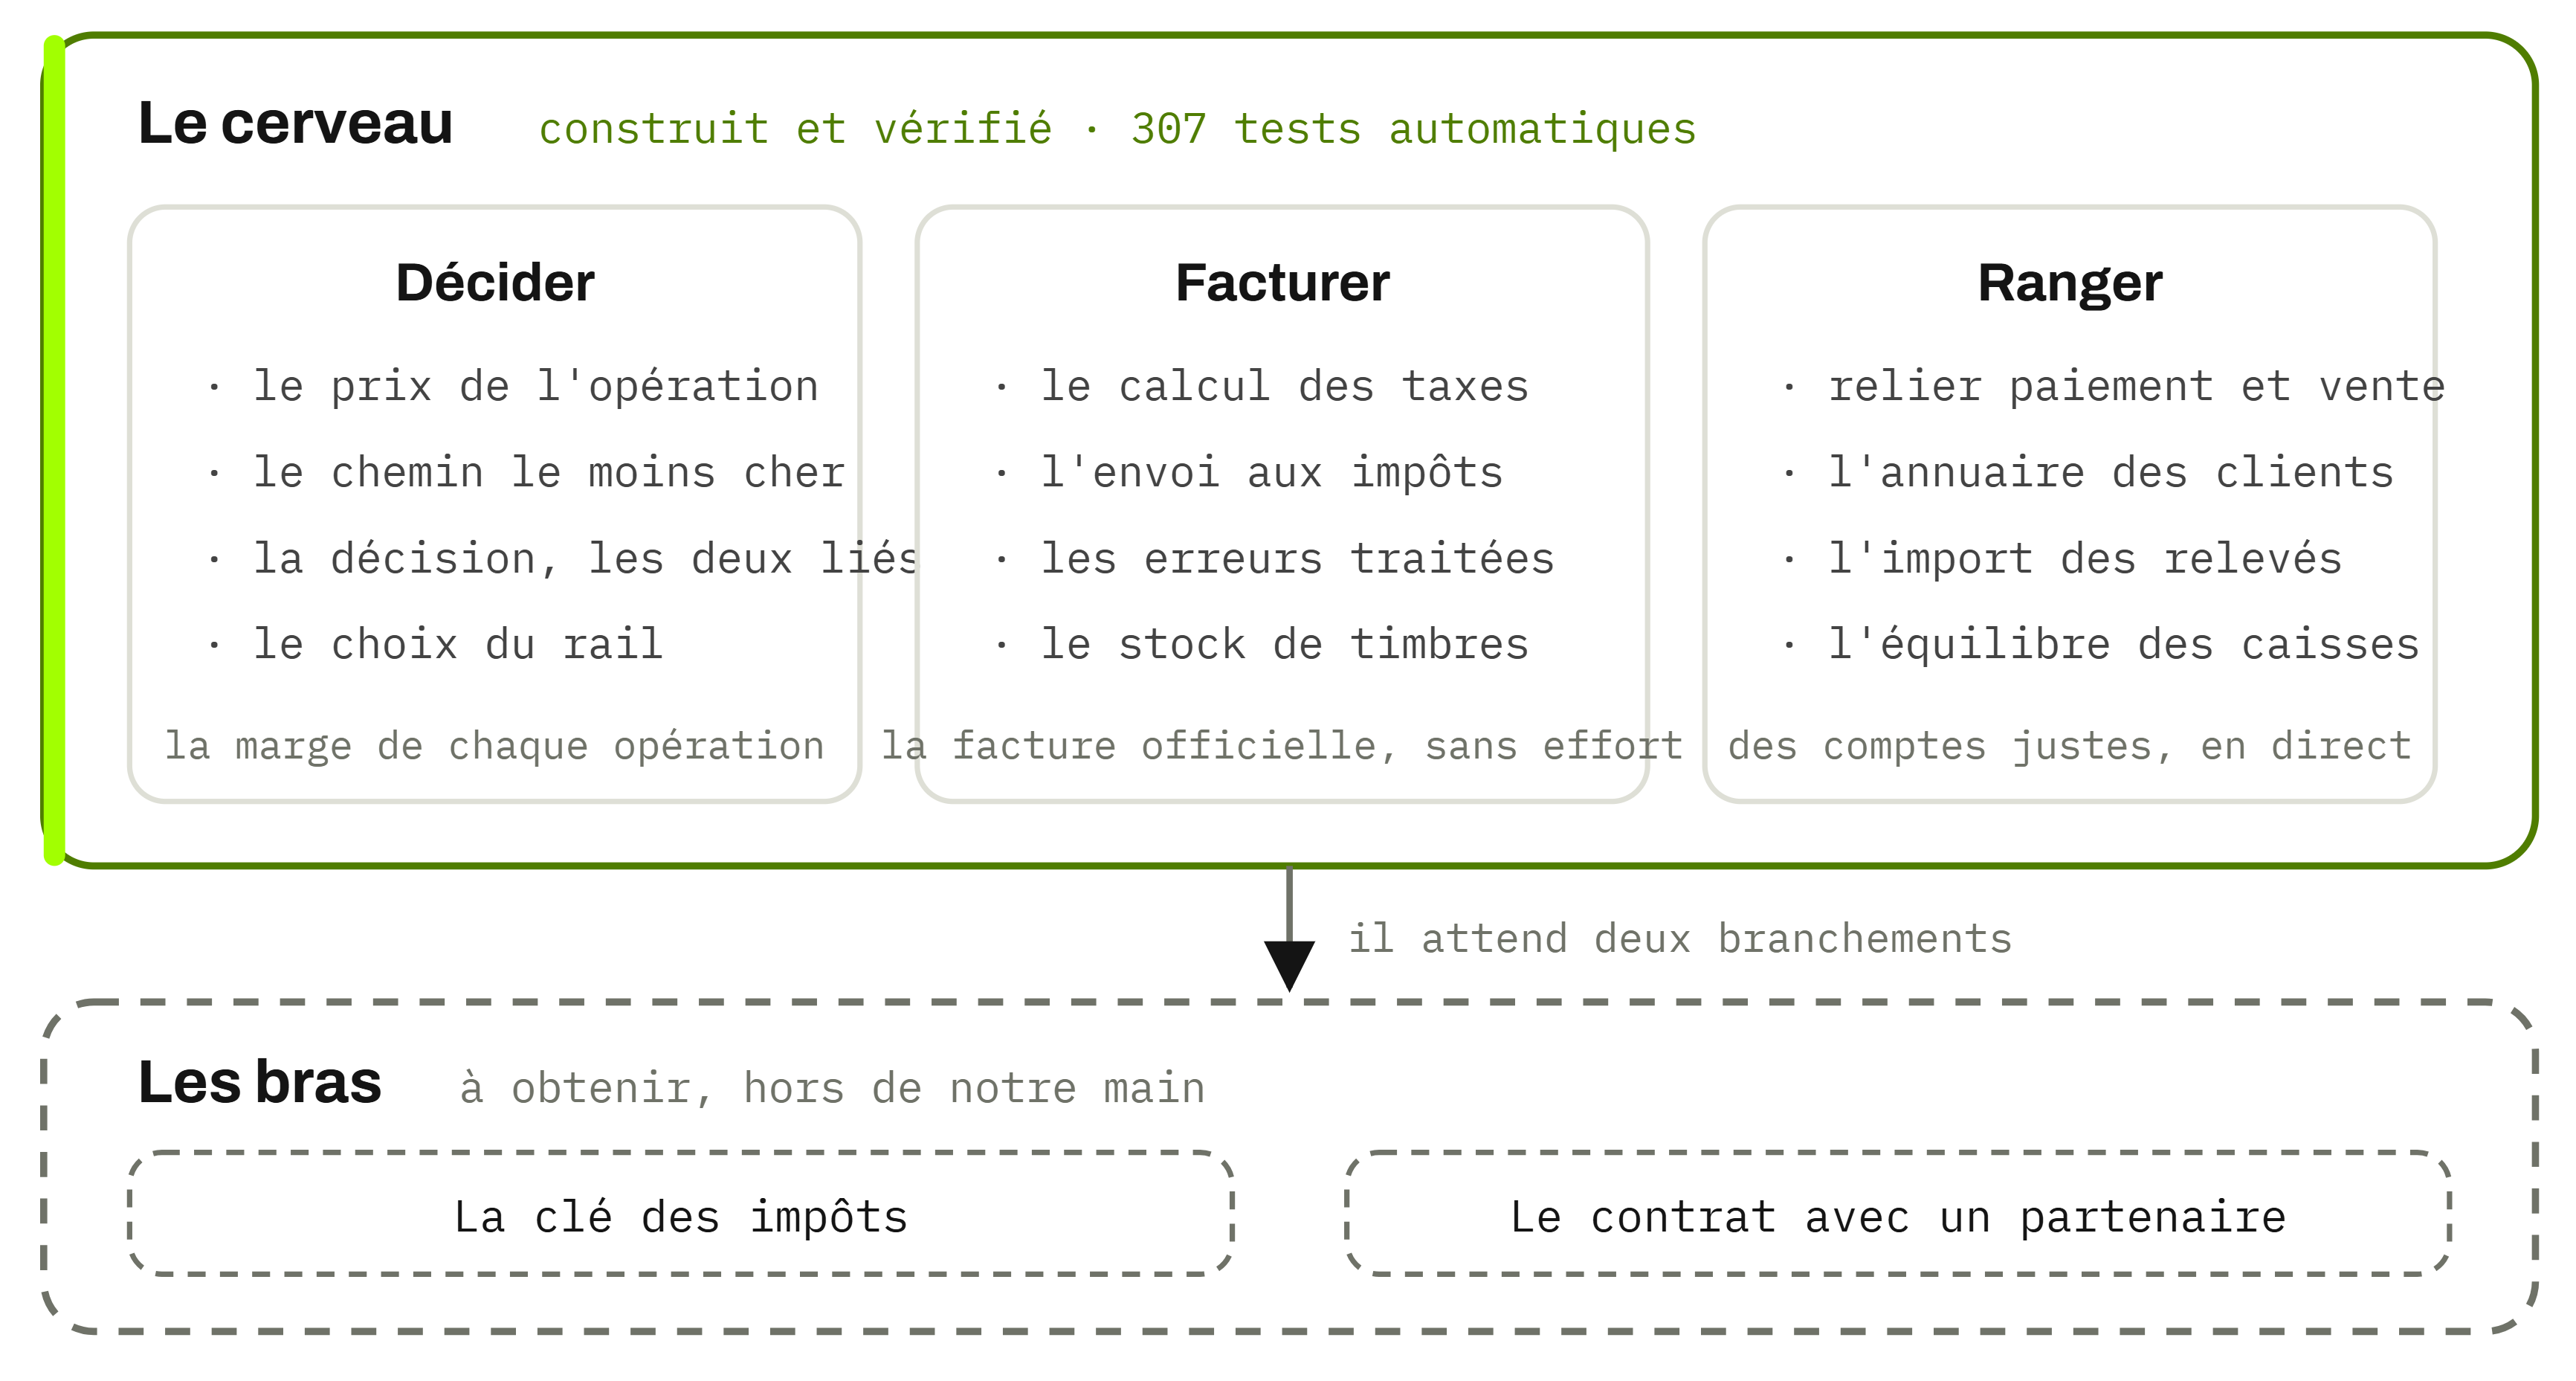 Le cerveau construit et vérifié · 307 tests automatiques
Décider
· le prix de l'opération
· le chemin le moins cher
· la décision, les deux liés
· le choix du rail
la marge de chaque opération
Facturer
· le calcul des taxes
· l'envoi aux impôts
· les erreurs traitées
· le stock de timbres
la facture officielle, sans effort
Ranger
· relier paiement et vente
· l'annuaire des clients
· l'import des relevés
· l'équilibre des caisses
des comptes justes, en direct
il attend deux branchements
Les bras à obtenir, hors de notre main
La clé des impôts
Le contrat avec un partenaire